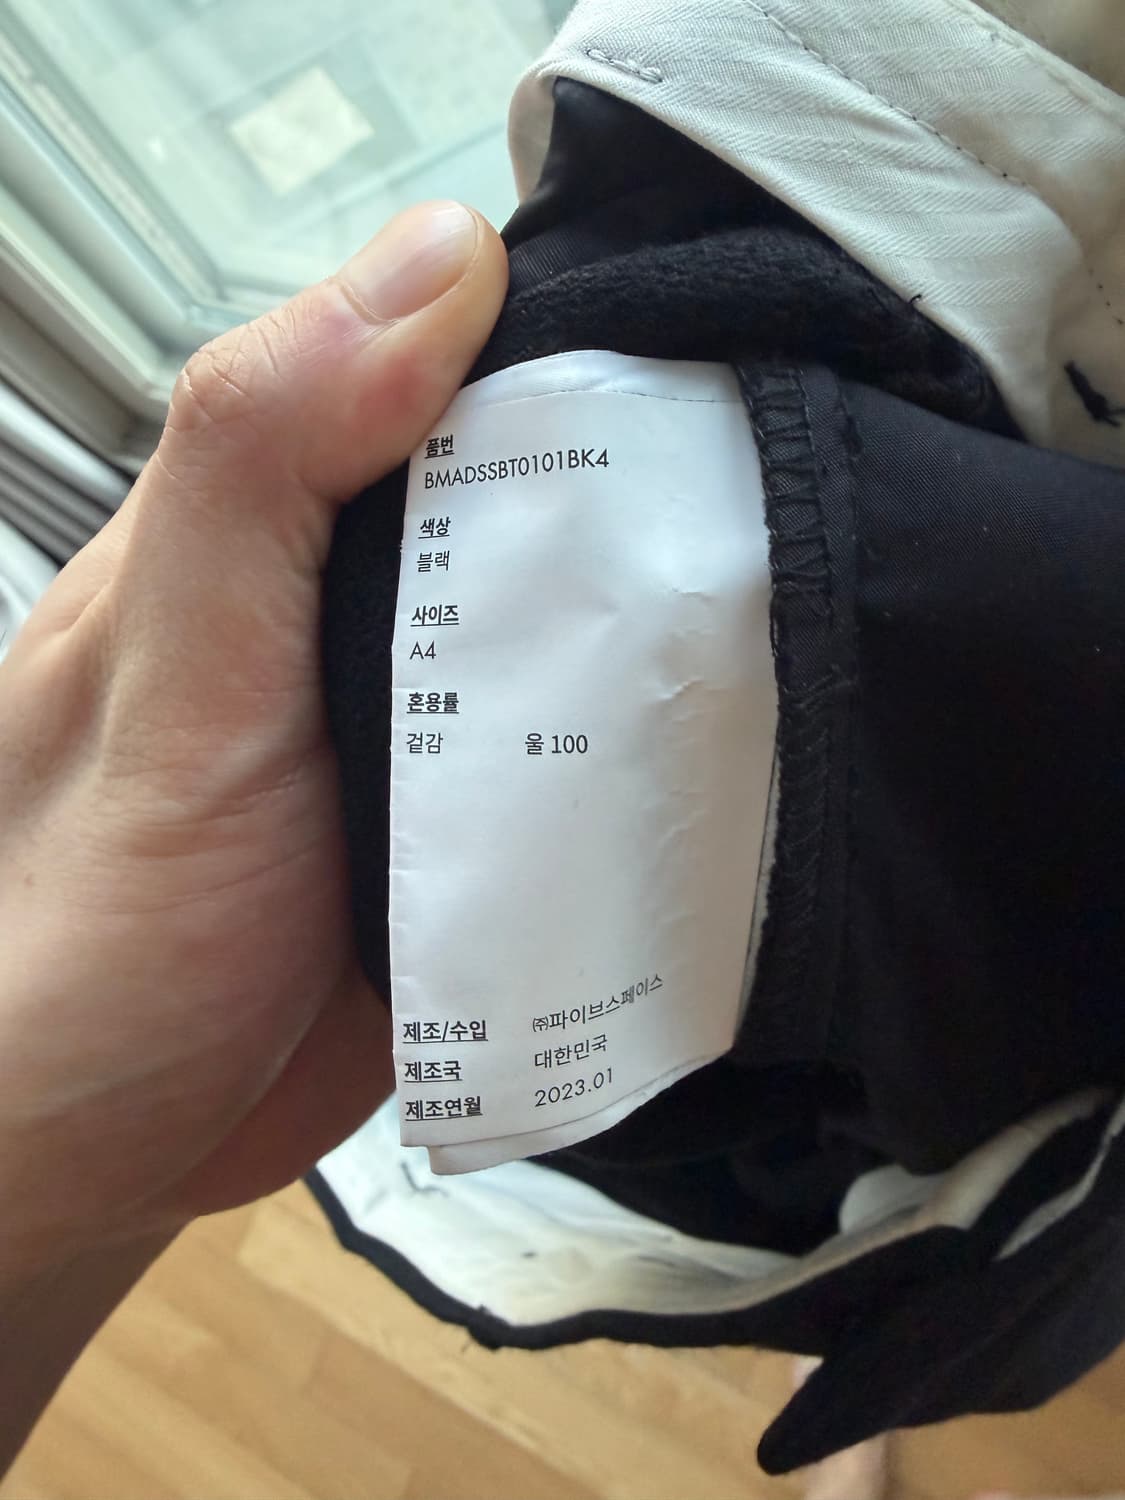 품번
BMADSSBT0101BK4
색상
블랙
사이즈
A4
혼용률
겉감 울 100
제조/수입 ㈜파이브스페이스
제조국 대한민국
제조연월 2023.01